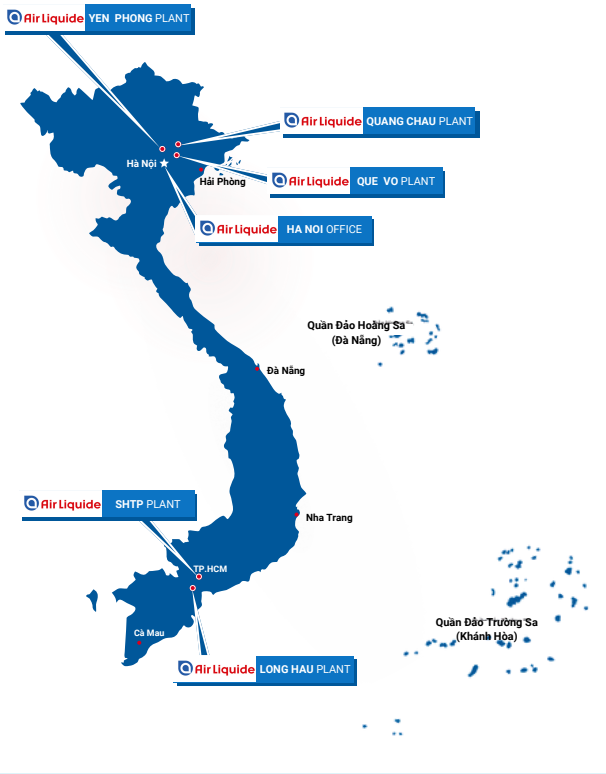 Air Liquide YEN PHONG PLANT
Air Liquide QUANG CHAU PLANT
Hà Nội
Hải Phòng
Air Liquide QUE VO PLANT
Air Liquide HA NOI OFFICE
Quần Đảo Hoàng Sa
(Đà Nẵng)
Đà Nẵng
Air Liquide SHTP PLANT
Nha Trang
TP.HCM
Quần Đảo Trường Sa
(Khánh Hòa)
Cà Mau
Air Liquide LONG HAU PLANT